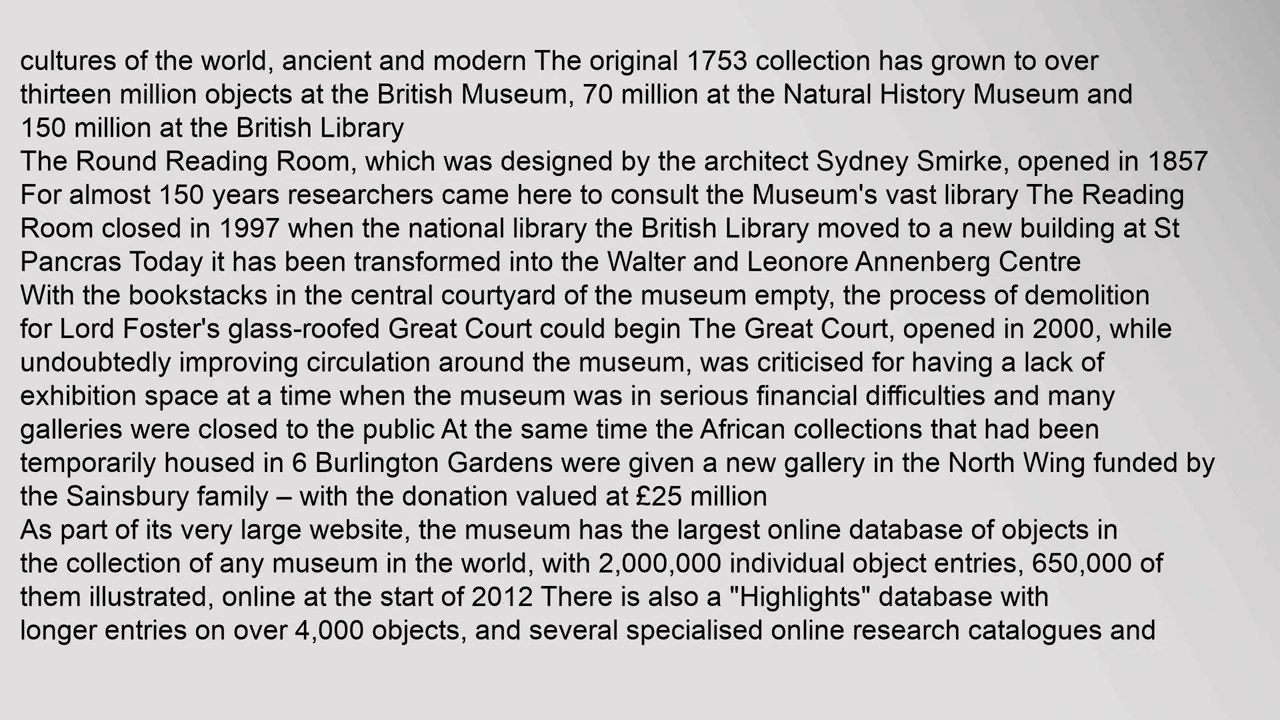 cultures of the world, ancient and modern The original 1753 collection has grown to over
thirteen million objects at the British Museum, 70 million at the Natural History Museum and
150 million at the British Library
The Round Reading Room, which was designed by the architect Sydney Smirke, opened in 1857
For almost 150 years researchers came here to consult the Museum's vast library The Reading
Room closed in 1997 when the national library the British Library moved to a new building at St
Pancras Today it has been transformed into the Walter and Leonore Annenberg Centre
With the bookstacks in the central courtyard of the museum empty, the process of demolition
for Lord Foster's glass-roofed Great Court could begin The Great Court, opened in 2000, while
undoubtedly improving circulation around the museum, was criticised for having a lack of
exhibition space at a time when the museum was in serious financial difficulties and many
galleries were closed to the public At the same time the African collections that had been
temporarily housed in 6 Burlington Gardens were given a new gallery in the North Wing funded by
the Sainsbury family – with the donation valued at £25 million
As part of its very large website, the museum has the largest online database of objects in
the collection of any museum in the world, with 2,000,000 individual object entries, 650,000 of
them illustrated, online at the start of 2012 There is also a "Highlights" database with
longer entries on over 4,000 objects, and several specialised online research catalogues and